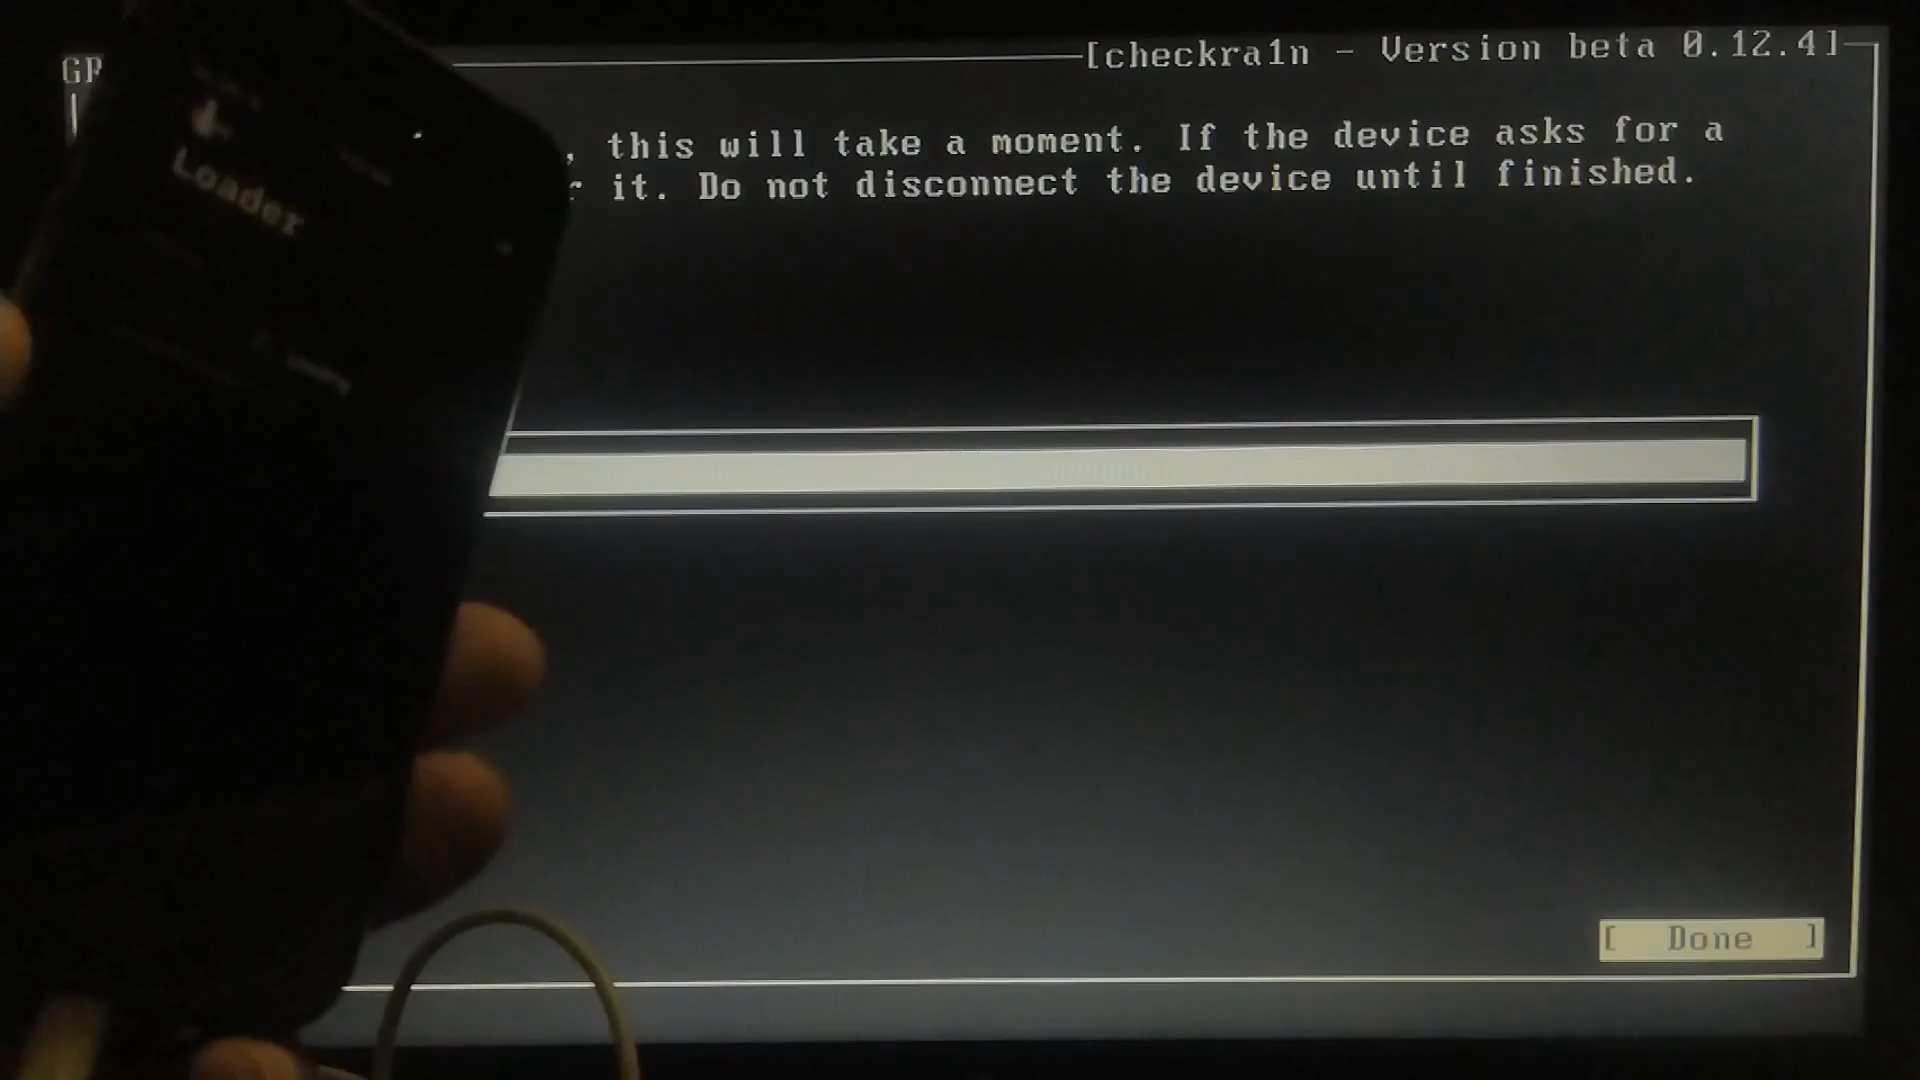 GP [checkra1n - Version beta 0.12.4]
, this will take a moment. If the device asks for a
r it. Do not disconnect the device until finished.
Loader
[ Done ]